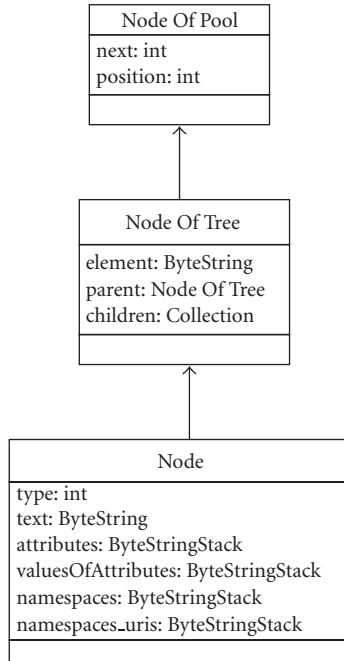 Node Of Pool
next: int
position: int
Node Of Tree
element: ByteString
parent: Node Of Tree
children: Collection
Node
type: int
text: ByteString
attributes: ByteStringStack
valuesOfAttributes: ByteStringStack
namespaces: ByteStringStack
namespaces_uris: ByteStringStack